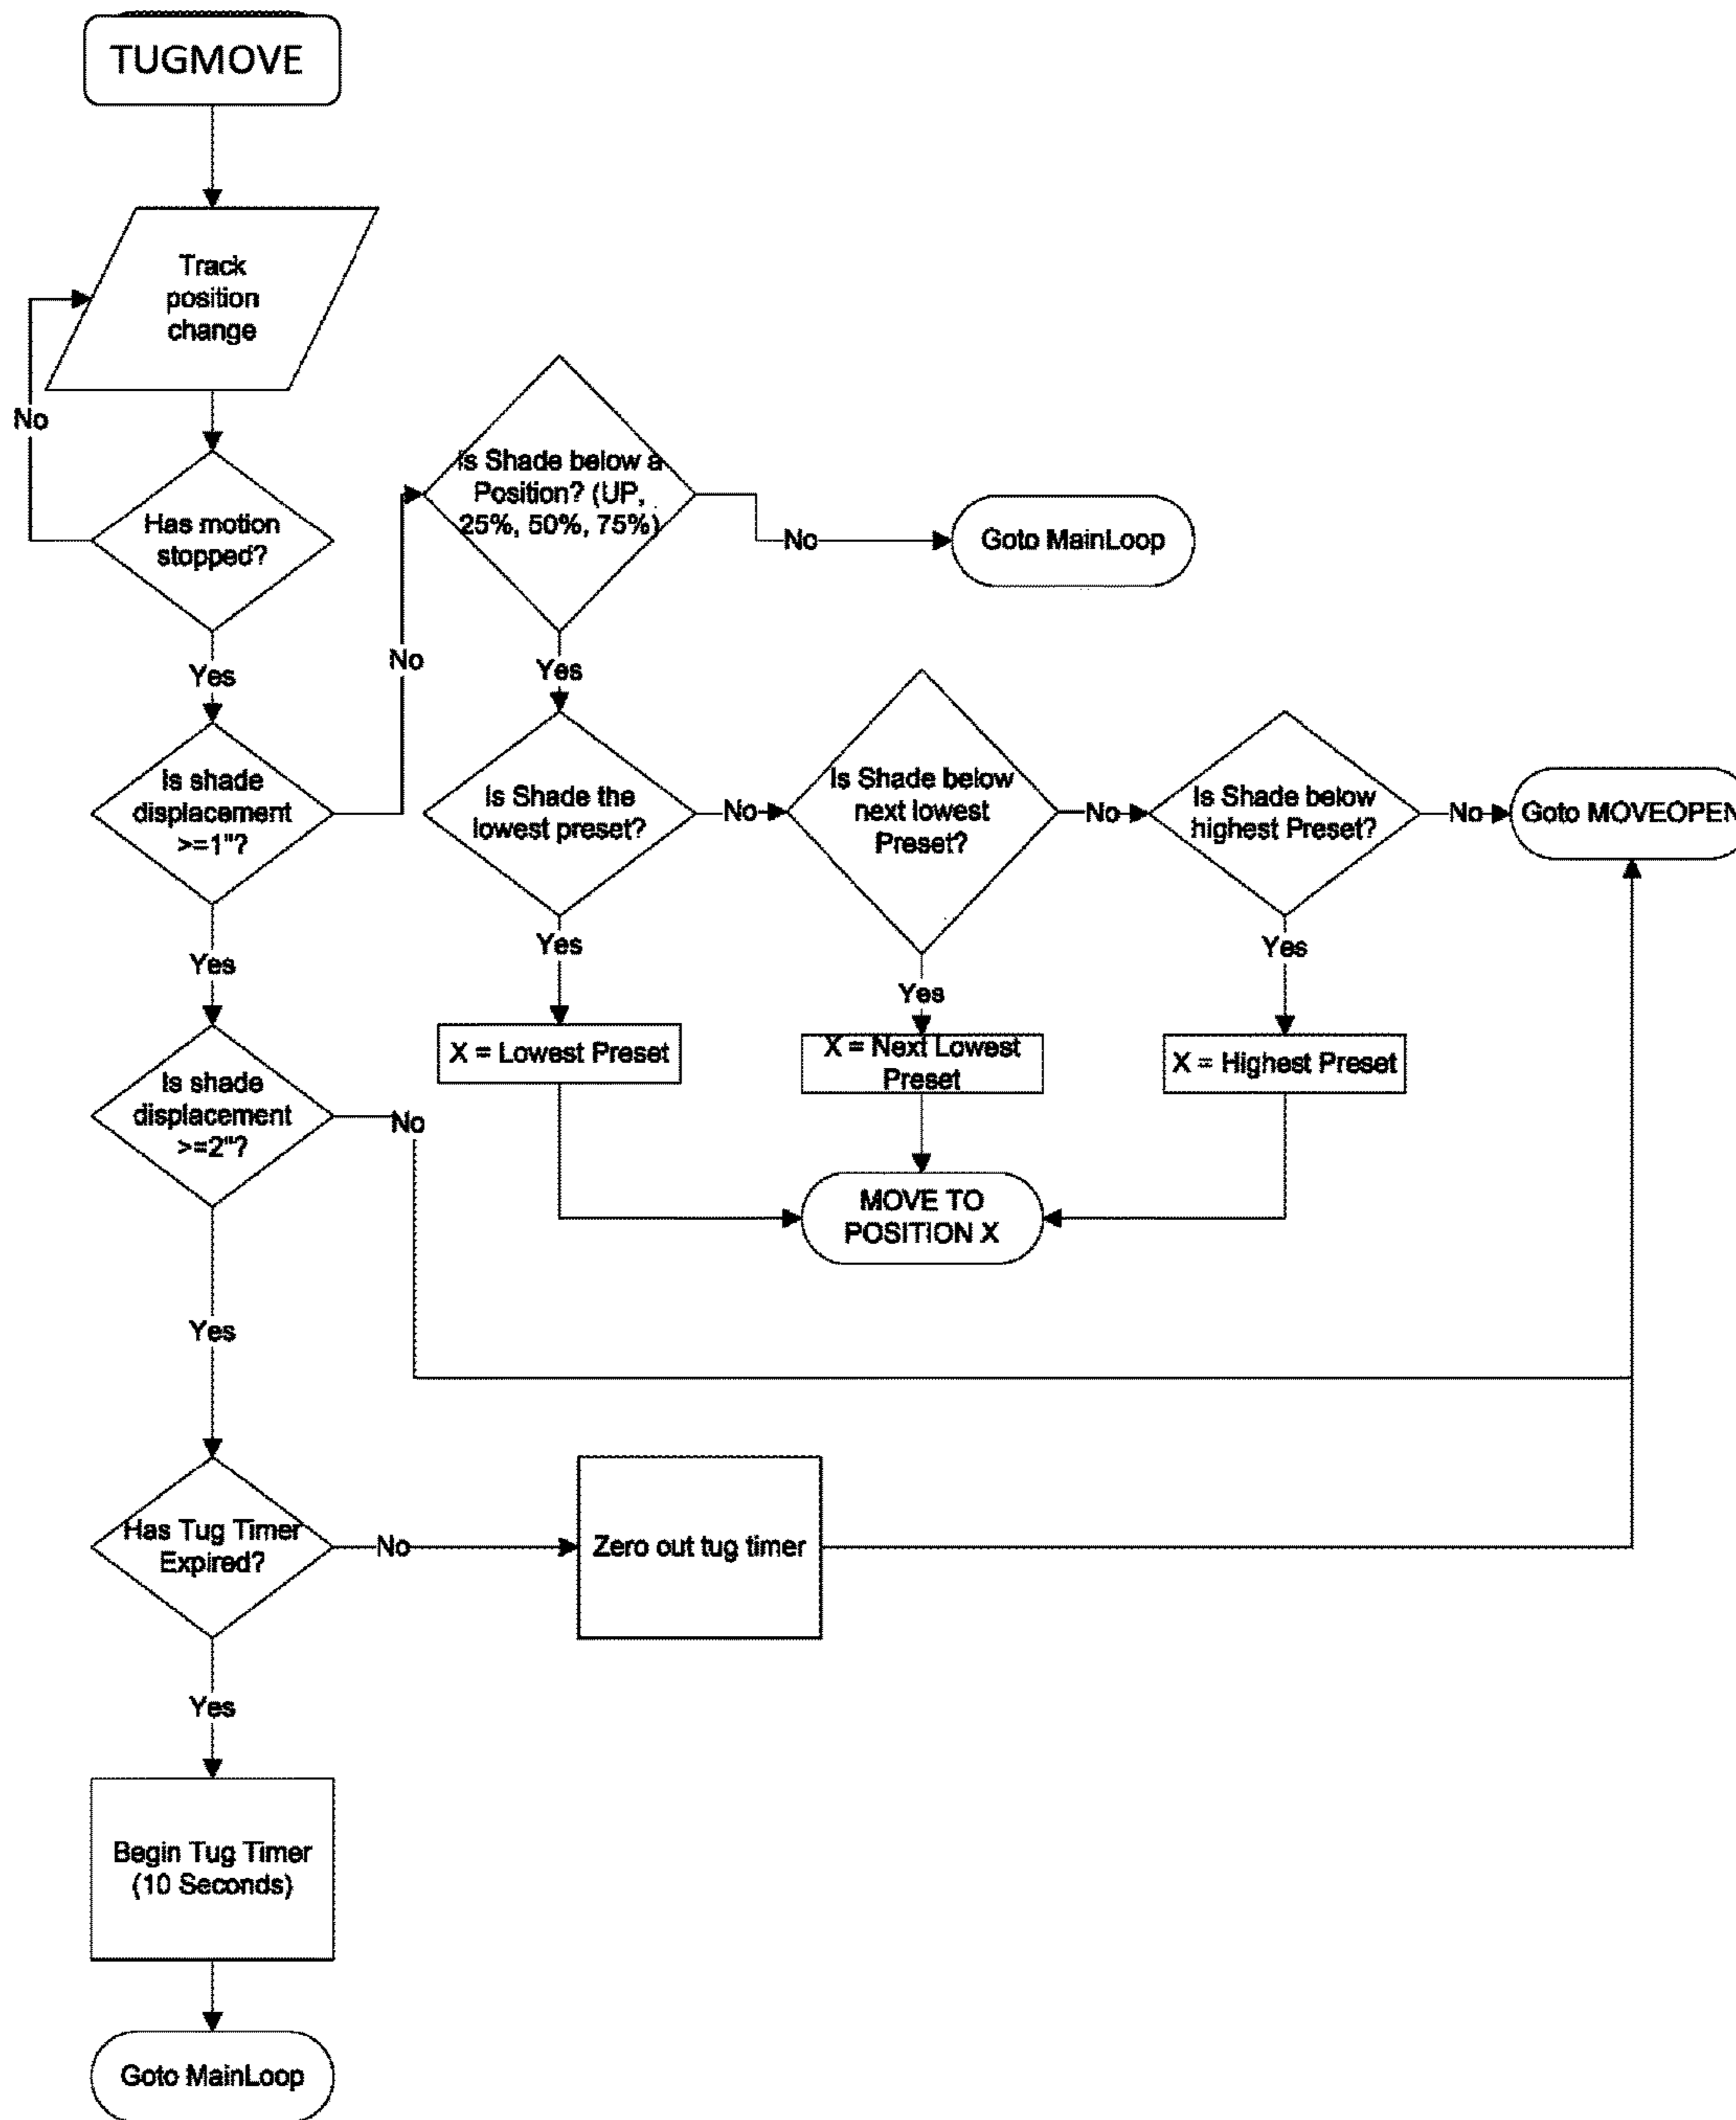 TUGMOVE
Track
position
change
No
Has motion
stopped?
Yes
Is shade
displacement
>=1"?
No
Is Shade below a
Position? (UP,
25%, 50%, 75%)
No
Goto MainLoop
Yes
Is Shade the
lowest preset?
No
Is Shade below
next lowest
Preset?
No
Is Shade below
highest Preset?
No
Goto MOVEOPEN
Yes
X = Lowest Preset
Yes
X = Next Lowest
Preset
Yes
X = Highest Preset
MOVE TO
POSITION X
Yes
Is shade
displacement
>=2"?
No
Yes
Has Tug Timer
Expired?
No
Zero out tug timer
Yes
Begin Tug Timer
(10 Seconds)
Goto MainLoop